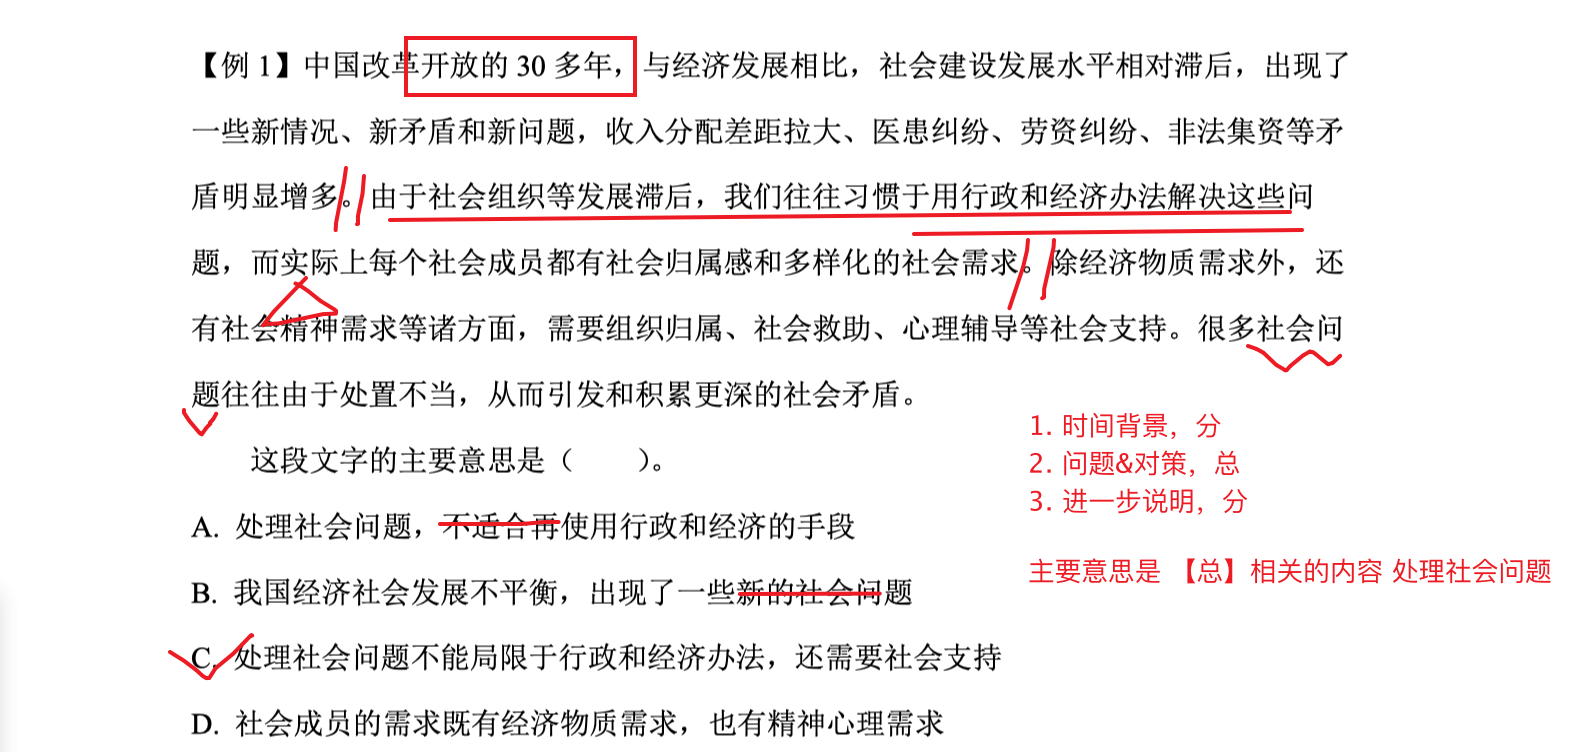 【例 1】中国改革开放的 30 多年，与经济发展相比，社会建设发展水平相对滞后，出现了
一些新情况、新矛盾和新问题，收入分配差距拉大、医患纠纷、劳资纠纷、非法集资等矛
盾明显增多。由于社会组织等发展滞后，我们往往习惯于用行政和经济办法解决这些问
题，而实际上每个社会成员都有社会归属感和多样化的社会需求。除经济物质需求外，还
有社会精神需求等诸方面，需要组织归属、社会救助、心理辅导等社会支持。很多社会问
题往往由于处置不当，从而引发和积累更深的社会矛盾。
这段文字的主要意思是（　　）。
A. 处理社会问题，不适合再使用行政和经济的手段
B. 我国经济社会发展不平衡，出现了一些新的社会问题
C. 处理社会问题不能局限于行政和经济办法，还需要社会支持
D. 社会成员的需求既有经济物质需求，也有精神心理需求
1. 时间背景，分
2. 问题&对策，总
3. 进一步说明，分
主要意思是 【总】相关的内容 处理社会问题